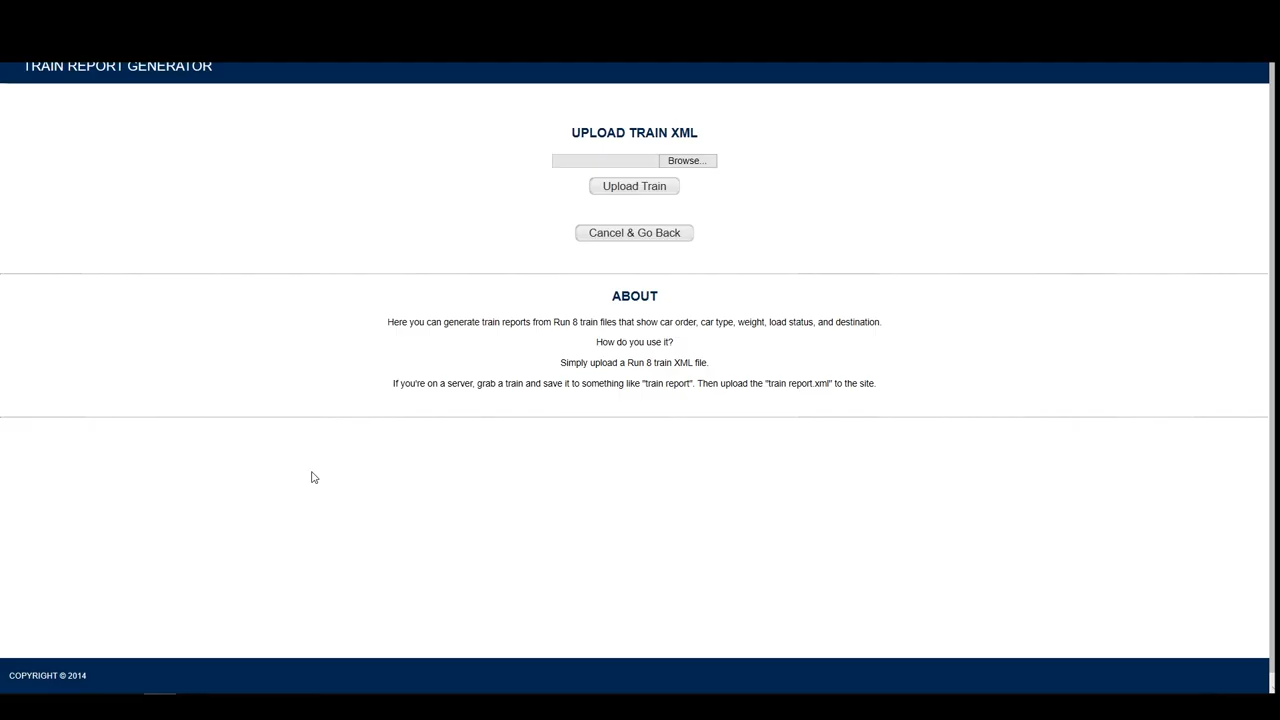 TRAIN REPORT GENERATOR
UPLOAD TRAIN XML
Browse...
Upload Train
Cancel & Go Back
ABOUT
Here you can generate train reports from Run 8 train files that show car order, car type, weight, load status, and destination.
How do you use it?
Simply upload a Run 8 train XML file.
If you're on a server, grab a train and save it to something like "train report". Then upload the "train report.xml" to the site.
COPYRIGHT © 2014